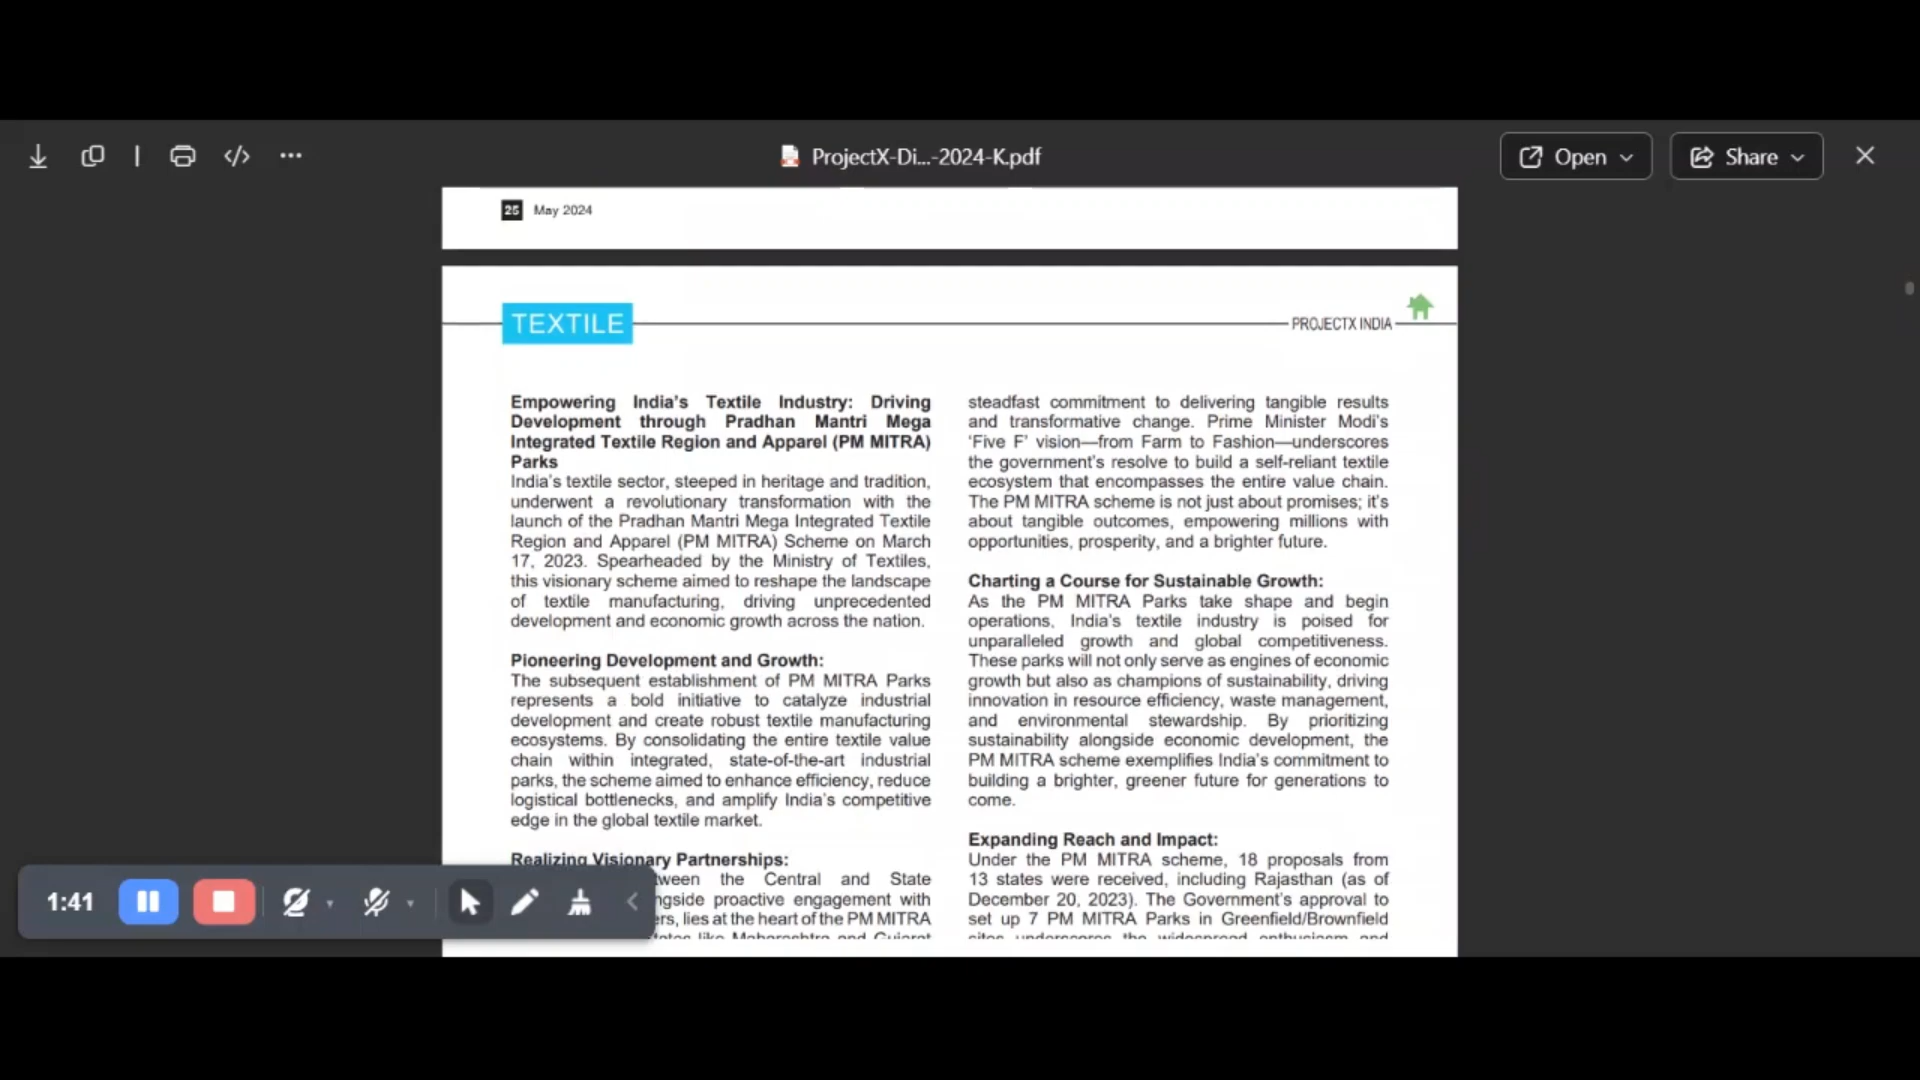 ProjectX-Di...-2024-K.pdf
Open
Share
25 May 2024
TEXTILE
PROJECTX INDIA
Empowering India's Textile Industry: Driving
Development through Pradhan Mantri Mega
Integrated Textile Region and Apparel (PM MITRA)
Parks
India's textile sector, steeped in heritage and tradition,
underwent a revolutionary transformation with the
launch of the Pradhan Mantri Mega Integrated Textile
Region and Apparel (PM MITRA) Scheme on March
17, 2023. Spearheaded by the Ministry of Textiles,
this visionary scheme aimed to reshape the landscape
of textile manufacturing, driving unprecedented
development and economic growth across the nation.
Pioneering Development and Growth:
The subsequent establishment of PM MITRA Parks
represents a bold initiative to catalyze industrial
development and create robust textile manufacturing
ecosystems. By consolidating the entire textile value
chain within integrated, state-of-the-art industrial
parks, the scheme aimed to enhance efficiency, reduce
logistical bottlenecks, and amplify India's competitive
edge in the global textile market.
Realizing Visionary Partnerships:
the Central and State
proactive engagement with
lies at the heart of the PM MITRA
like Maharashtra and Gujarat
steadfast commitment to delivering tangible results
and transformative change. Prime Minister Modi's
'Five F' vision—from Farm to Fashion—underscores
the government's resolve to build a self-reliant textile
ecosystem that encompasses the entire value chain.
The PM MITRA scheme is not just about promises; it's
about tangible outcomes, empowering millions with
opportunities, prosperity, and a brighter future.
Charting a Course for Sustainable Growth:
As the PM MITRA Parks take shape and begin
operations, India's textile industry is poised for
unparalleled growth and global competitiveness.
These parks will not only serve as engines of economic
growth but also as champions of sustainability, driving
innovation in resource efficiency, waste management,
and environmental stewardship. By prioritizing
sustainability alongside economic development, the
PM MITRA scheme exemplifies India's commitment to
building a brighter, greener future for generations to
come.
Expanding Reach and Impact:
Under the PM MITRA scheme, 18 proposals from
13 states were received, including Rajasthan (as of
December 20, 2023). The Government's approval to
set up 7 PM MITRA Parks in Greenfield/Brownfield
sites underscores the widespread enthusiasm and
1:41